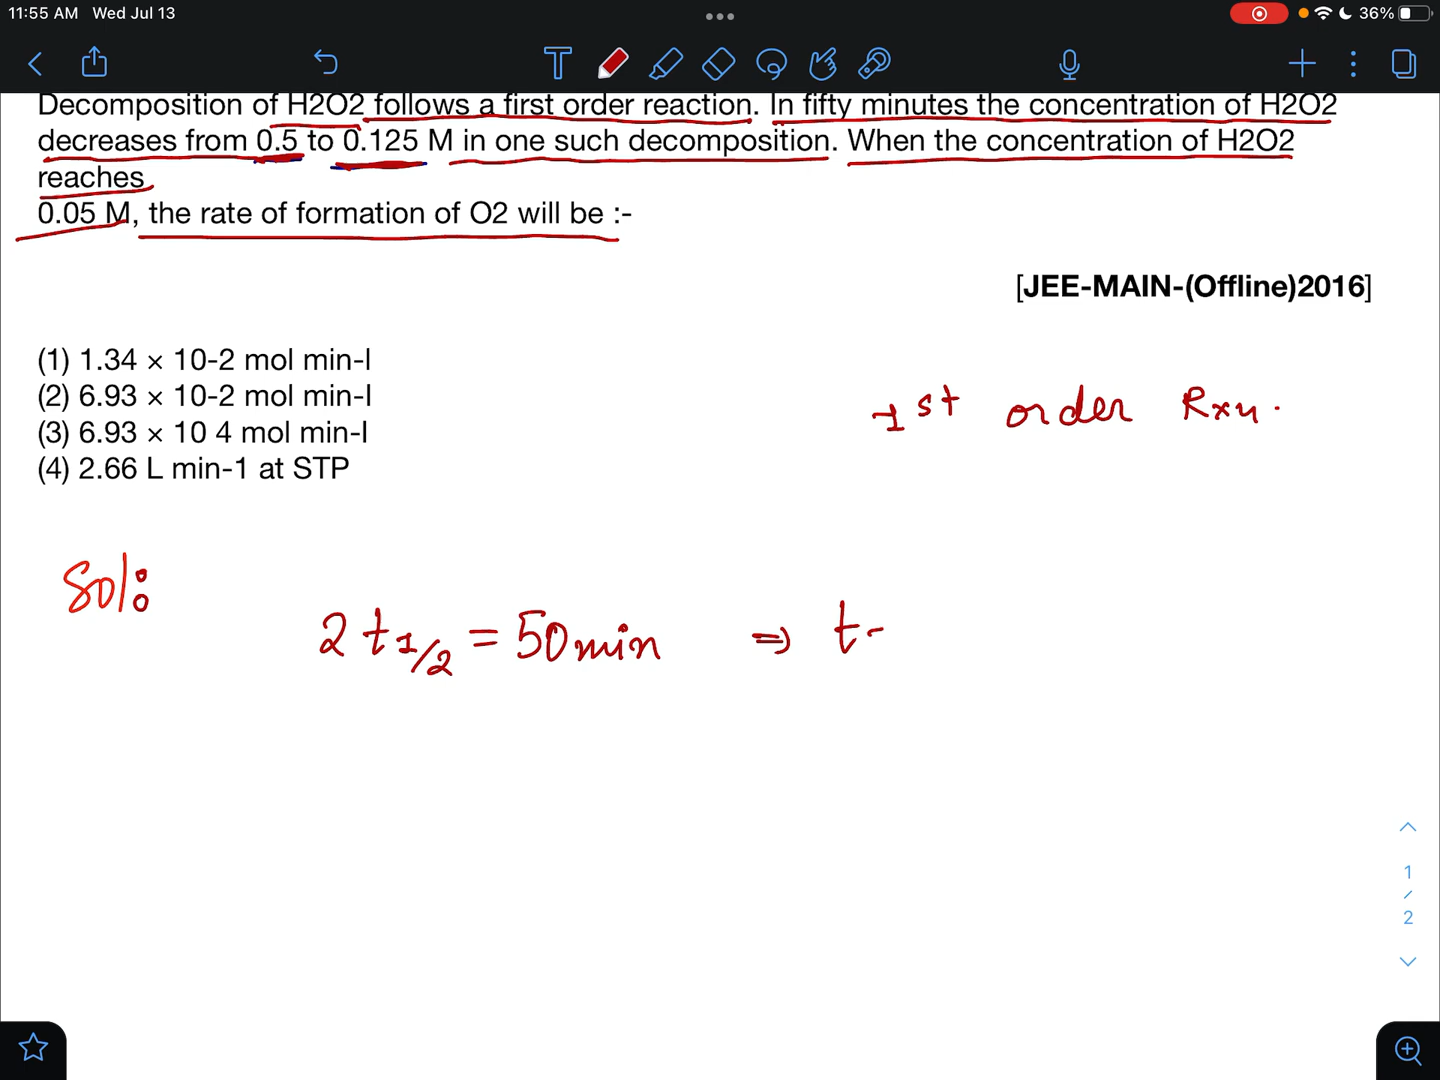 11:55 AM Wed Jul 13
36%
Decomposition of H2O2 follows a first order reaction. In fifty minutes the concentration of H2O2
decreases from 0.5 to 0.125 M in one such decomposition. When the concentration of H2O2
reaches
0.05 M, the rate of formation of O2 will be :-
[JEE-MAIN-(Offline)2016]
(1) 1.34 × 10-2 mol min-l
(2) 6.93 × 10-2 mol min-l
(3) 6.93 × 10 4 mol min-l
(4) 2.66 L min-1 at STP
1st order Rxn.
Sol:
2 t1/2 = 50 min ⇒ t-
1
/
2